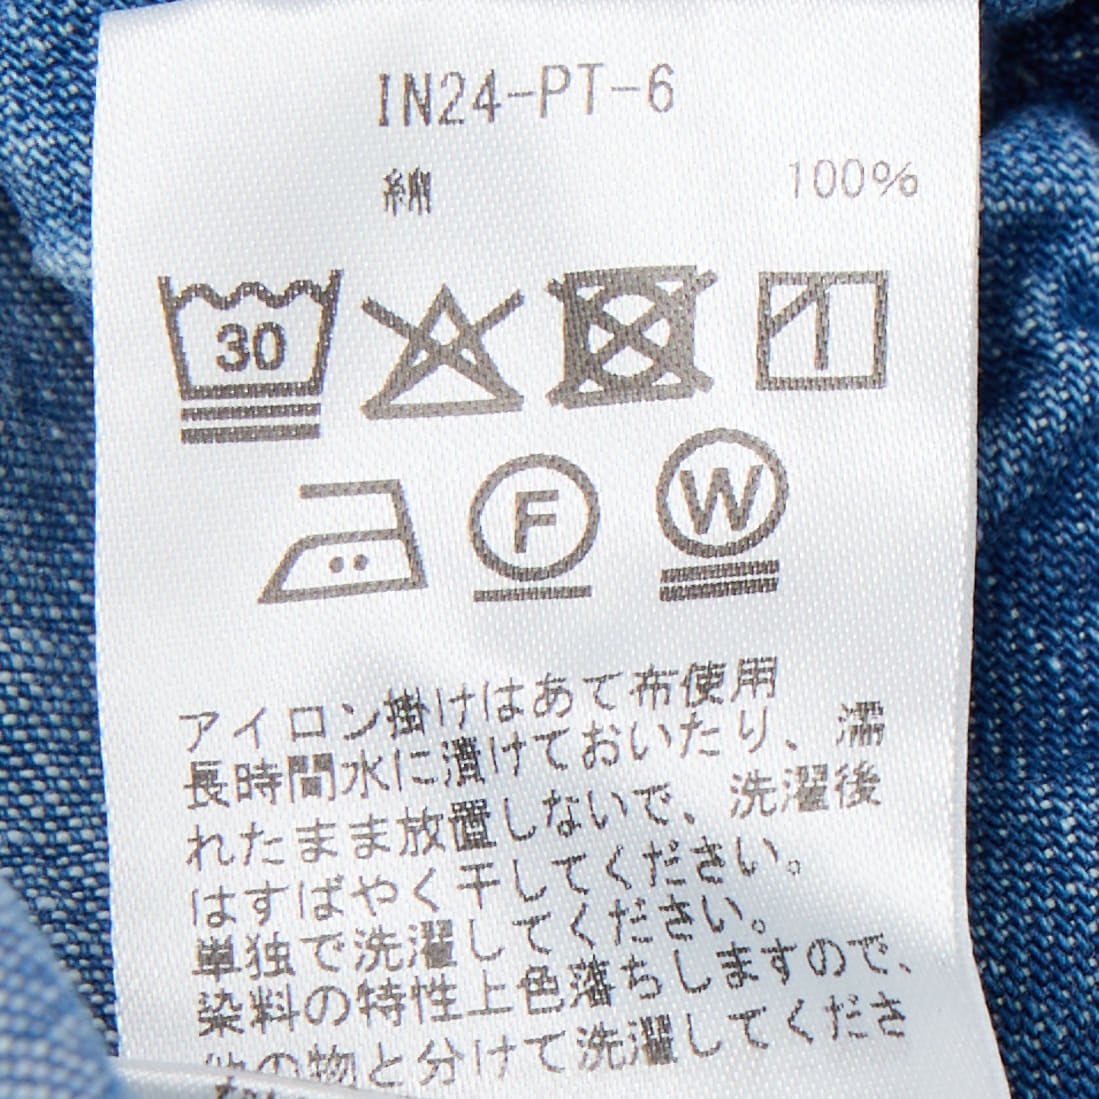 IN24-PT-6
綿 100%
30
F W
アイロン掛けはあて布使用
長時間水に漬けておいたり、濡
れたまま放置しないで、洗濯後
はすばやく干してください。
単独で洗濯してください。
染料の特性上色落ちしますので、
他の物と分けて洗濯してくださ